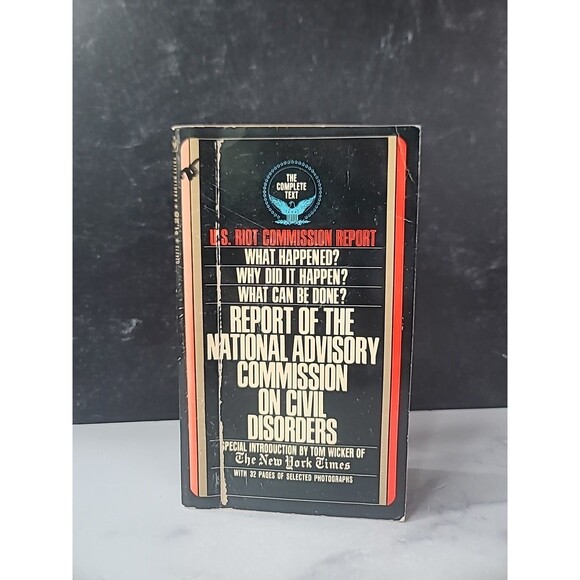 THE
COMPLETE
TEXT
U.S. RIOT COMMISSION REPORT
WHAT HAPPENED?
WHY DID IT HAPPEN?
WHAT CAN BE DONE?
REPORT OF THE
NATIONAL ADVISORY
COMMISSION
ON CIVIL
DISORDERS
SPECIAL INTRODUCTION BY TOM WICKER OF
The New York Times
WITH 32 PAGES OF SELECTED PHOTOGRAPHS